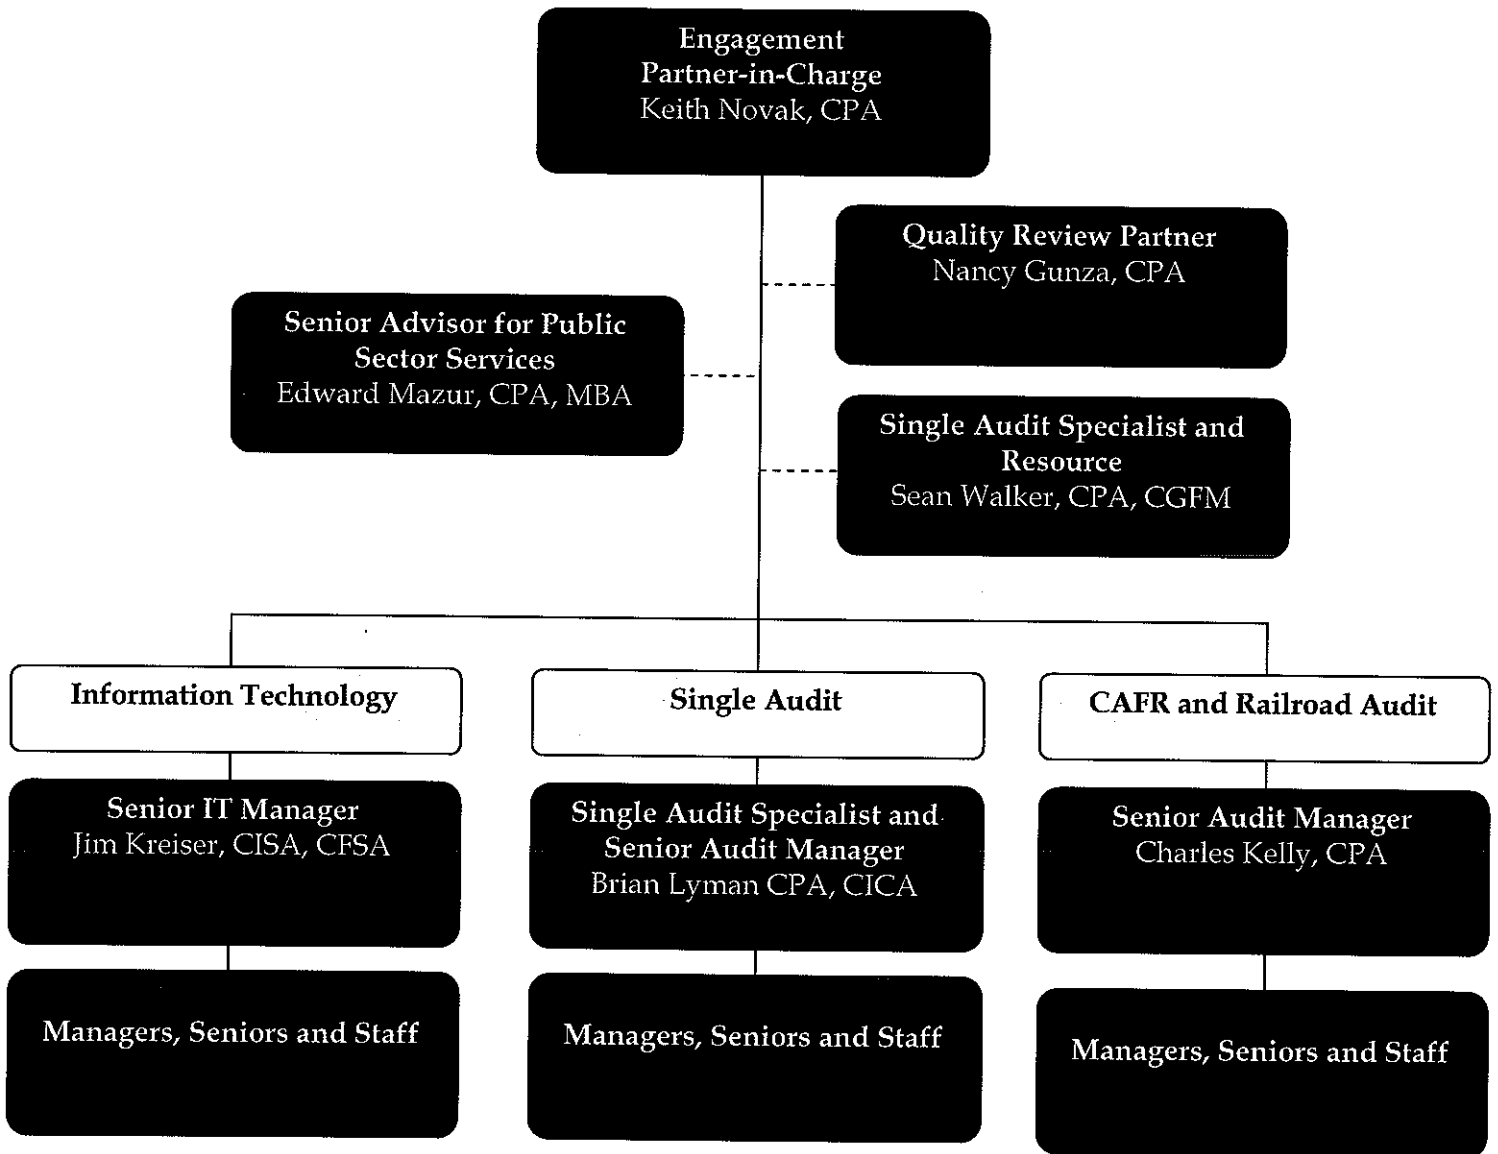 Engagement
Partner-in-Charge
Keith Novak, CPA
Quality Review Partner
Nancy Gunza, CPA
Senior Advisor for Public
Sector Services
Edward Mazur, CPA, MBA
Single Audit Specialist and
Resource
Sean Walker, CPA, CGFM
Information Technology
Single Audit
CAFR and Railroad Audit
Senior IT Manager
Jim Kreiser, CISA, CFSA
Single Audit Specialist and
Senior Audit Manager
Brian Lyman CPA, CICA
Senior Audit Manager
Charles Kelly, CPA
Managers, Seniors and Staff
Managers, Seniors and Staff
Managers, Seniors and Staff